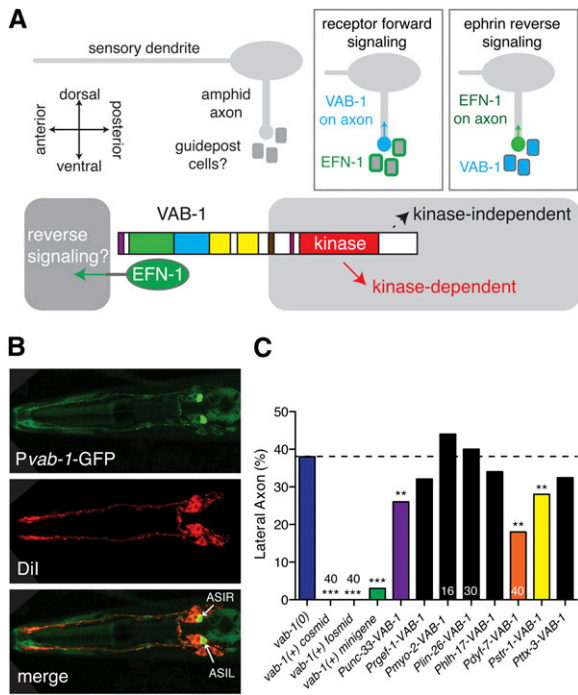 A
sensory dendrite
dorsal
anterior
posterior
ventral
amphid
axon
guidepost
cells?
receptor forward
signaling
VAB-1
on axon
EFN-1
ephrin reverse
signaling
EFN-1
on axon
VAB-1
VAB-1
reverse
signaling?
EFN-1
kinase
kinase-independent
kinase-dependent
B
Pvab-1-GFP
DiI
merge
ASIR
ASIL
C
Lateral Axon (%)
50
40
30
20
10
0
40
***
40
***
***
**
16
30
**
40
**
vab-1(0)
vab-1(+) cosmid
vab-1(+) fosmid
vab-1(+) minigene
Punc-33-VAB-1
Prgef-1-VAB-1
Pmyo-2-VAB-1
Plin-26-VAB-1
Phlh-17-VAB-1
Pdyf-7-VAB-1
Pstr-1-VAB-1
Pttx-3-VAB-1